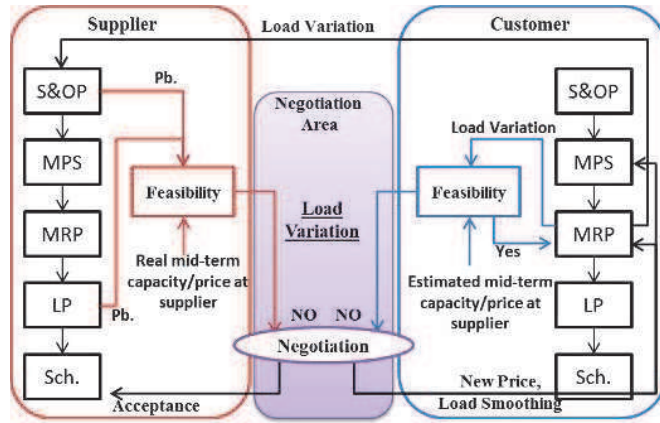 Supplier
Load Variation
Customer
S&OP
Pb.
Negotiation
Area
S&OP
Load Variation
MPS
MPS
Feasibility
Load
Variation
Feasibility
MRP
MRP
Yes
Real mid-term
capacity/price at
supplier
Estimated mid-term
capacity/price at
supplier
LP
Pb.
LP
NO NO
Negotiation
Sch.
Sch.
Acceptance
New Price,
Load Smoothing